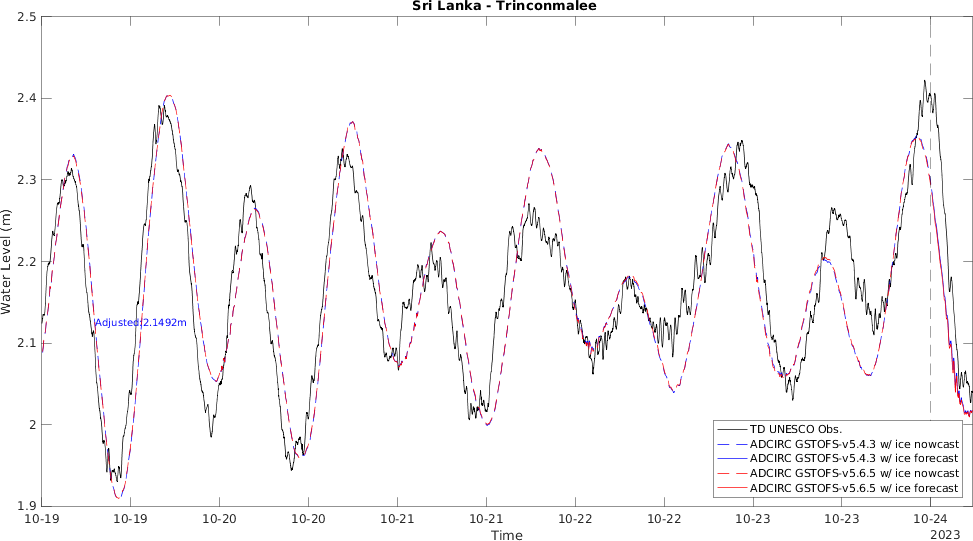 Sri Lanka - Trinconmalee
2.5
2.4
2.3
2.2
2.1
2
1.9
Water Level (m)
Adjusted:2.1492m
TD UNESCO Obs.
ADCIRC GSTOFS-v5.4.3 w/ ice nowcast
ADCIRC GSTOFS-v5.4.3 w/ ice forecast
ADCIRC GSTOFS-v5.6.5 w/ ice nowcast
ADCIRC GSTOFS-v5.6.5 w/ ice forecast
10-19 10-19 10-20 10-20 10-21 10-21 10-22 10-22 10-23 10-23 10-24
Time 2023